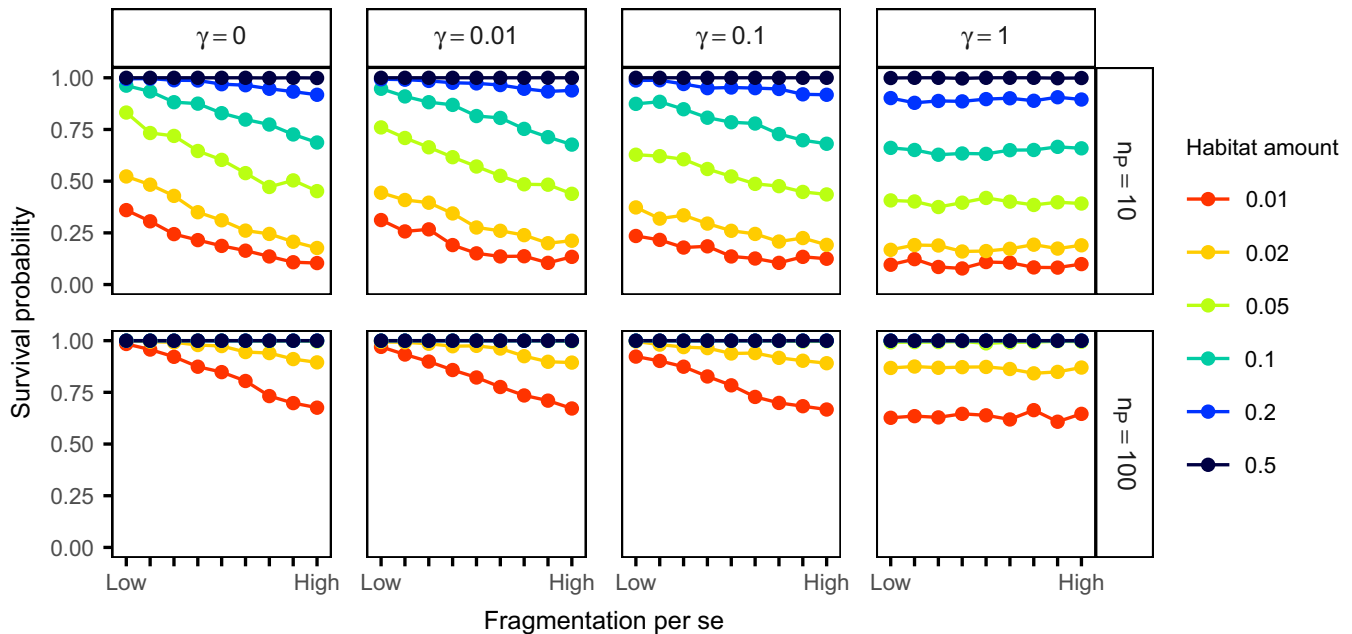 γ = 0
γ = 0.01
γ = 0.1
γ = 1
Survival probability
1.00
0.75
0.50
0.25
0.00
nP = 10
1.00
0.75
0.50
0.25
0.00
nP = 100
Low
High
Low
High
Low
High
Low
High
Fragmentation per se
Habitat amount
0.01
0.02
0.05
0.1
0.2
0.5